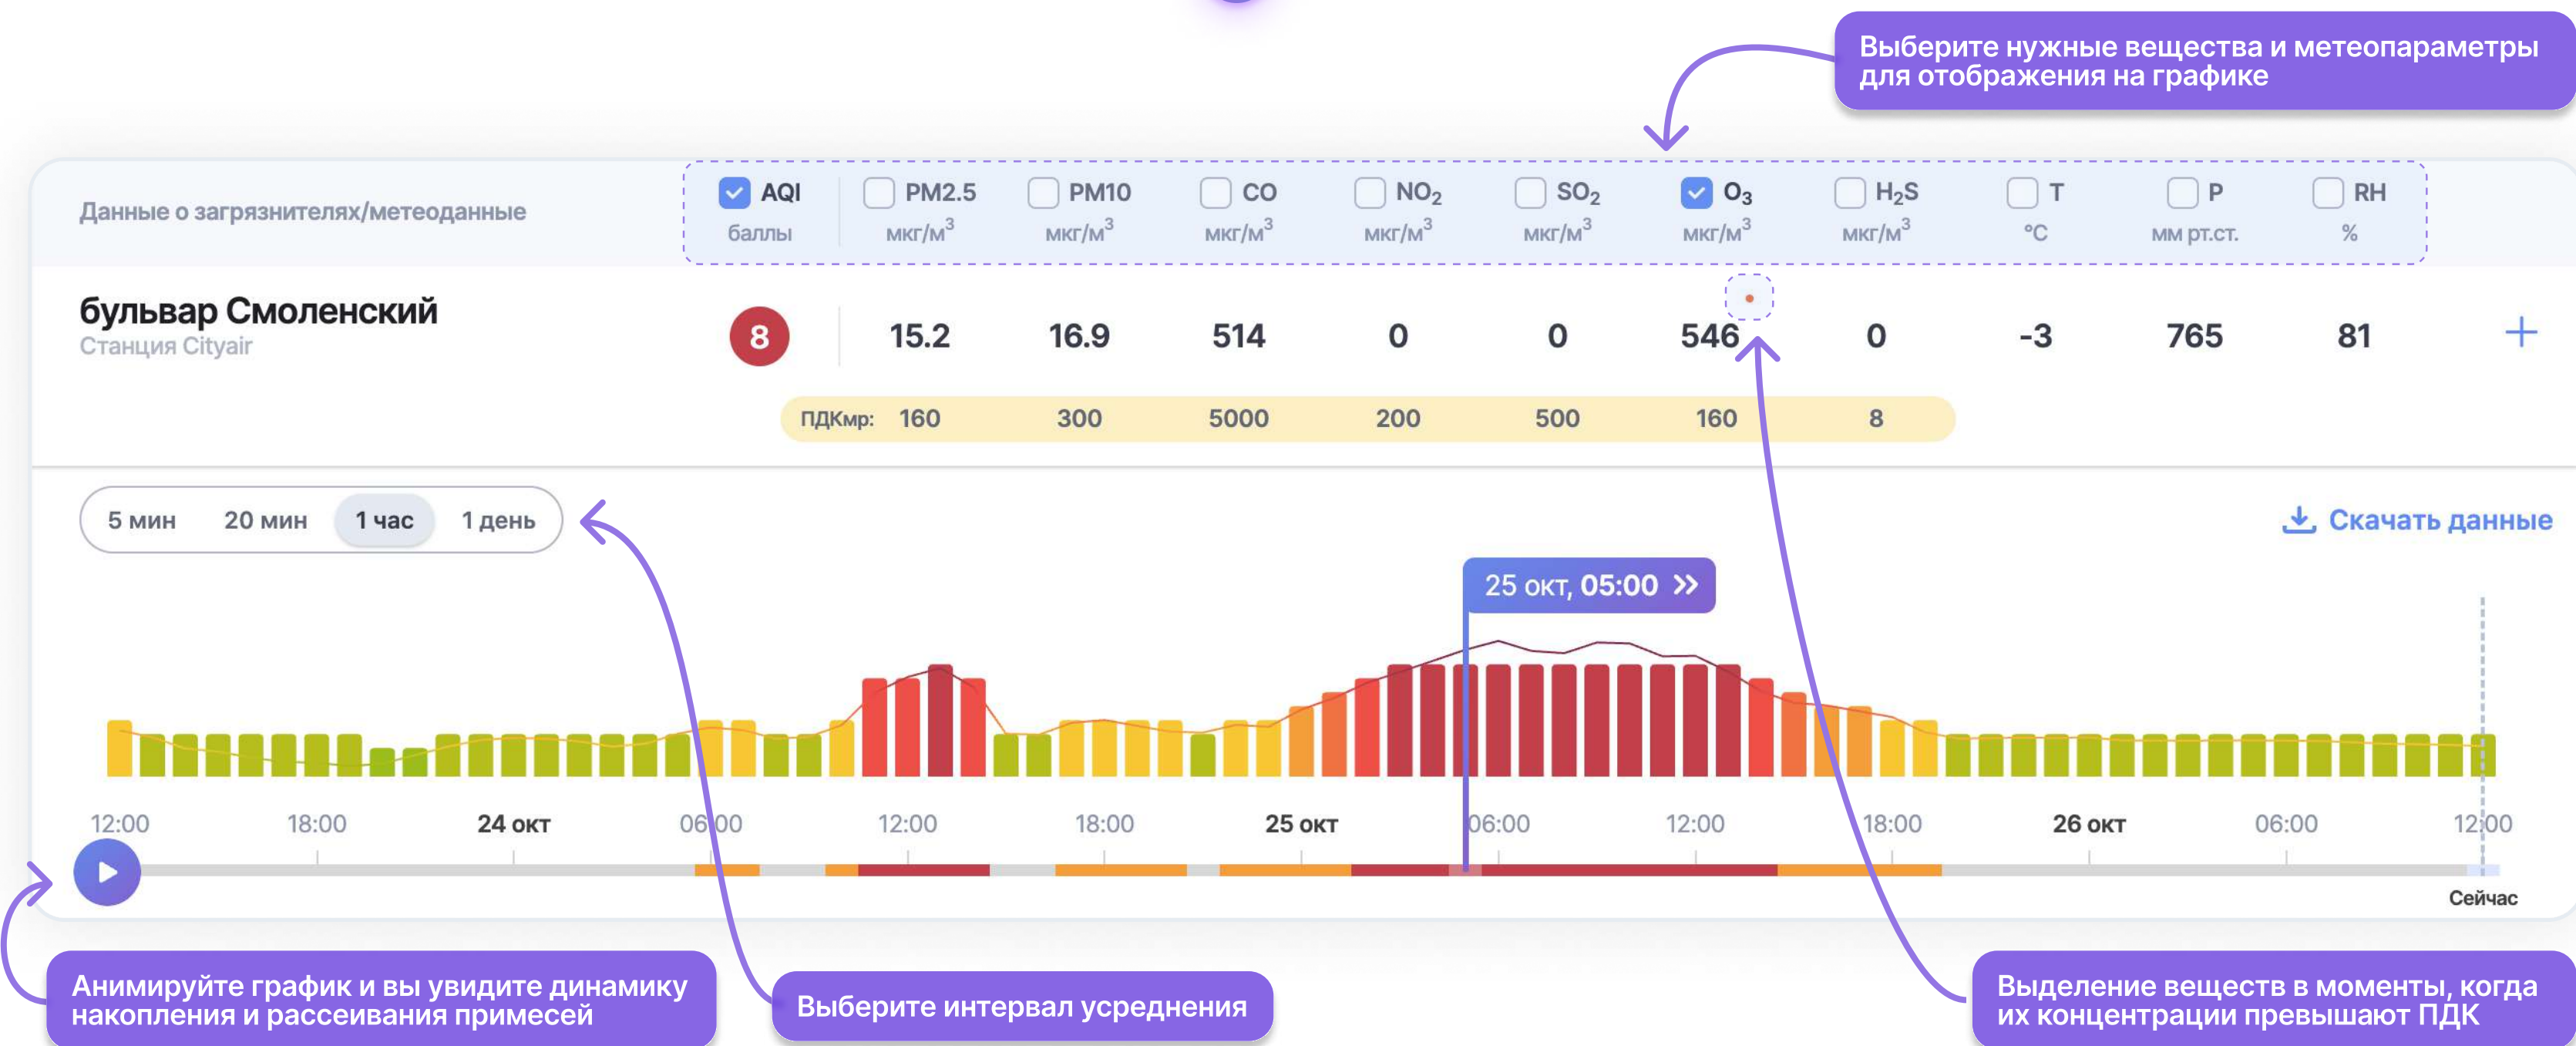 Выберите нужные вещества и метеопараметры
для отображения на графике
Данные о загрязнителях/метеоданные
AQI PM2.5 PM10 CO NO₂ SO₂ O₃ H₂S T P RH
баллы мкг/м³ мкг/м³ мкг/м³ мкг/м³ мкг/м³ мкг/м³ мкг/м³ °C мм рт.ст. %
бульвар Смоленский
Станция Cityair
8 15.2 16.9 514 0 0 546 0 -3 765 81 +
ПДКмр: 160 300 5000 200 500 160 8
5 мин 20 мин 1 час 1 день
Скачать данные
25 окт, 05:00 »
12:00 18:00 24 окт 06:00 12:00 18:00 25 окт 06:00 12:00 18:00 26 окт 06:00 12:00
Сейчас
Анимируйте график и вы увидите динамику
накопления и рассеивания примесей
Выберите интервал усреднения
Выделение веществ в моменты, когда
их концентрации превышают ПДК